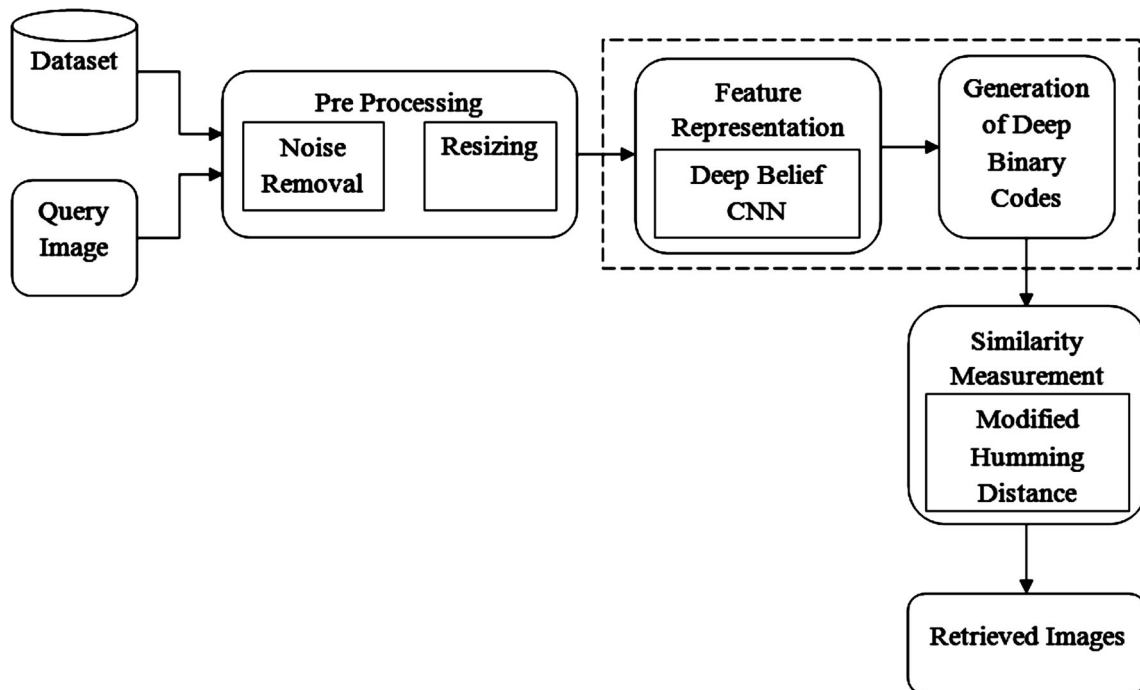 Dataset
Query
Image
Pre Processing
Noise
Removal
Resizing
Feature
Representation
Deep Belief
CNN
Generation
of Deep
Binary
Codes
Similarity
Measurement
Modified
Humming
Distance
Retrieved Images